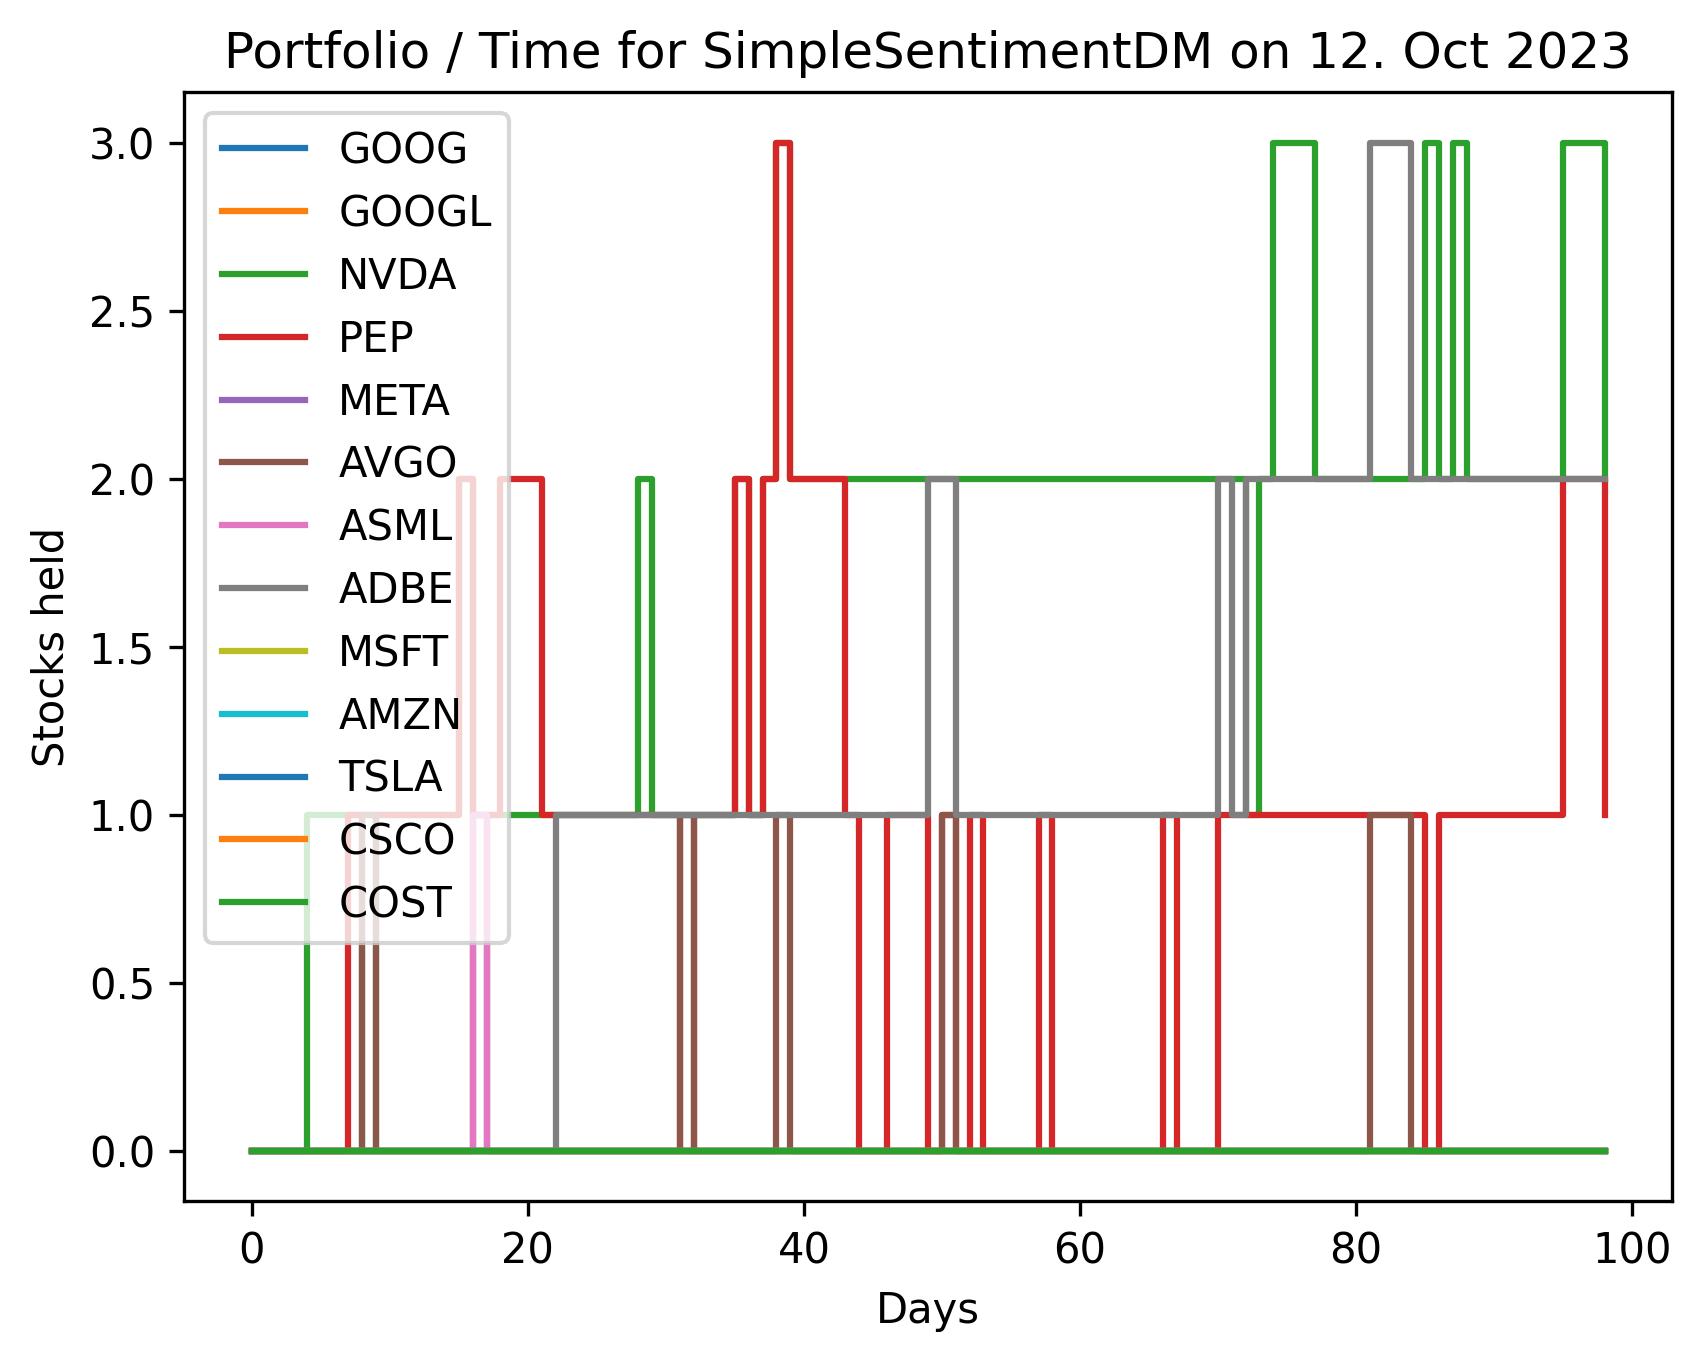 Portfolio / Time for SimpleSentimentDM on 12. Oct 2023
3.0
2.5
2.0
1.5
1.0
0.5
0.0
Stocks held
GOOG
GOOGL
NVDA
PEP
META
AVGO
ASML
ADBE
MSFT
AMZN
TSLA
CSCO
COST
0 20 40 60 80 100
Days